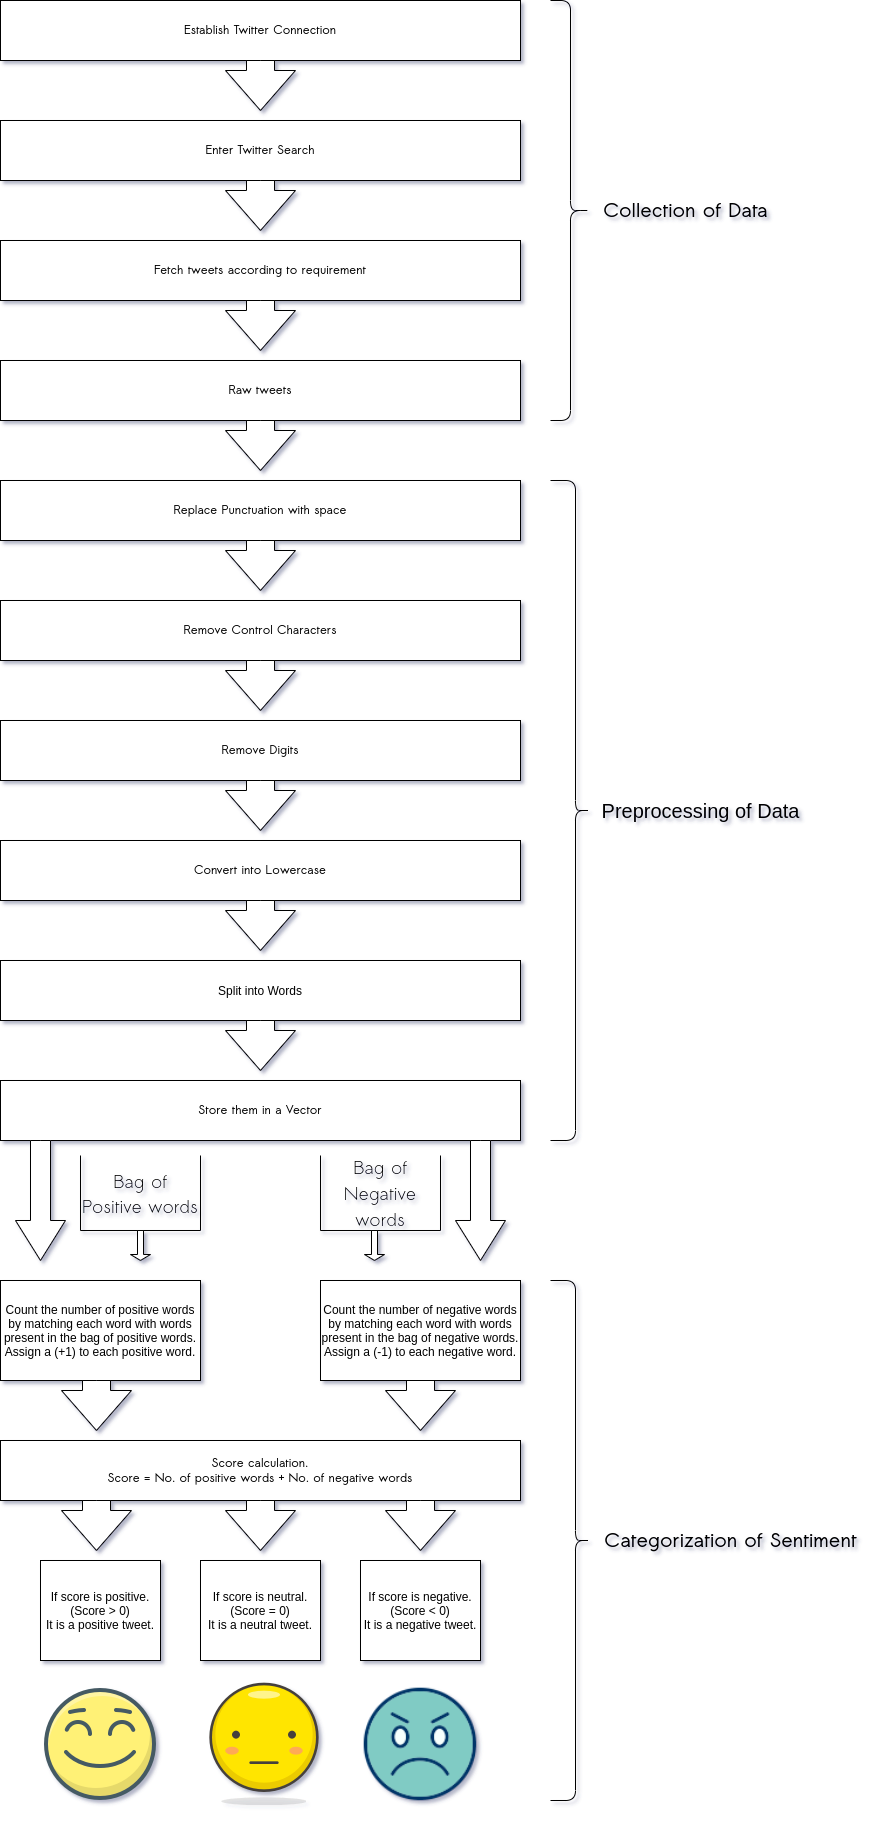 Establish Twitter Connection
Enter Twitter Search
Collection of Data
Fetch tweets according to requirement
Raw tweets
Replace Punctuation with space
Remove Control Characters
Remove Digits
Preprocessing of Data
Convert into Lowercase
Split into Words
Store them in a Vector
Bag of
Positive words
Bag of
Negative
words
Count the number of positive words
by matching each word with words
present in the bag of positive words.
Assign a (+1) to each positive word.
Count the number of negative words
by matching each word with words
present in the bag of negative words.
Assign a (-1) to each negative word.
Score calculation.
Score = No. of positive words + No. of negative words
Categorization of Sentiment
If score is positive.
(Score > 0)
It is a positive tweet.
If score is neutral.
(Score = 0)
It is a neutral tweet.
If score is negative.
(Score < 0)
It is a negative tweet.